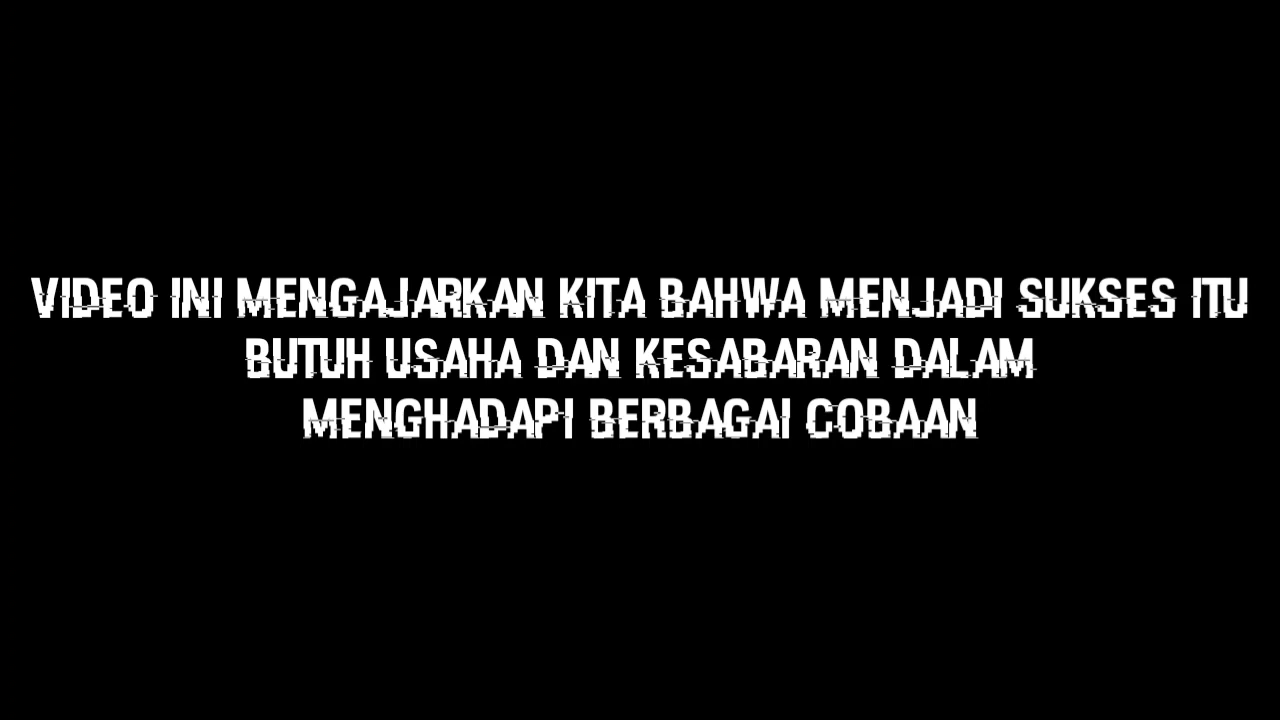 VIDEO INI MENGAJARKAN KITA BAHWA MENJADI SUKSES ITU
BUTUH USAHA DAN KESABARAN DALAM
MENGHADAPI BERBAGAI COBAAN